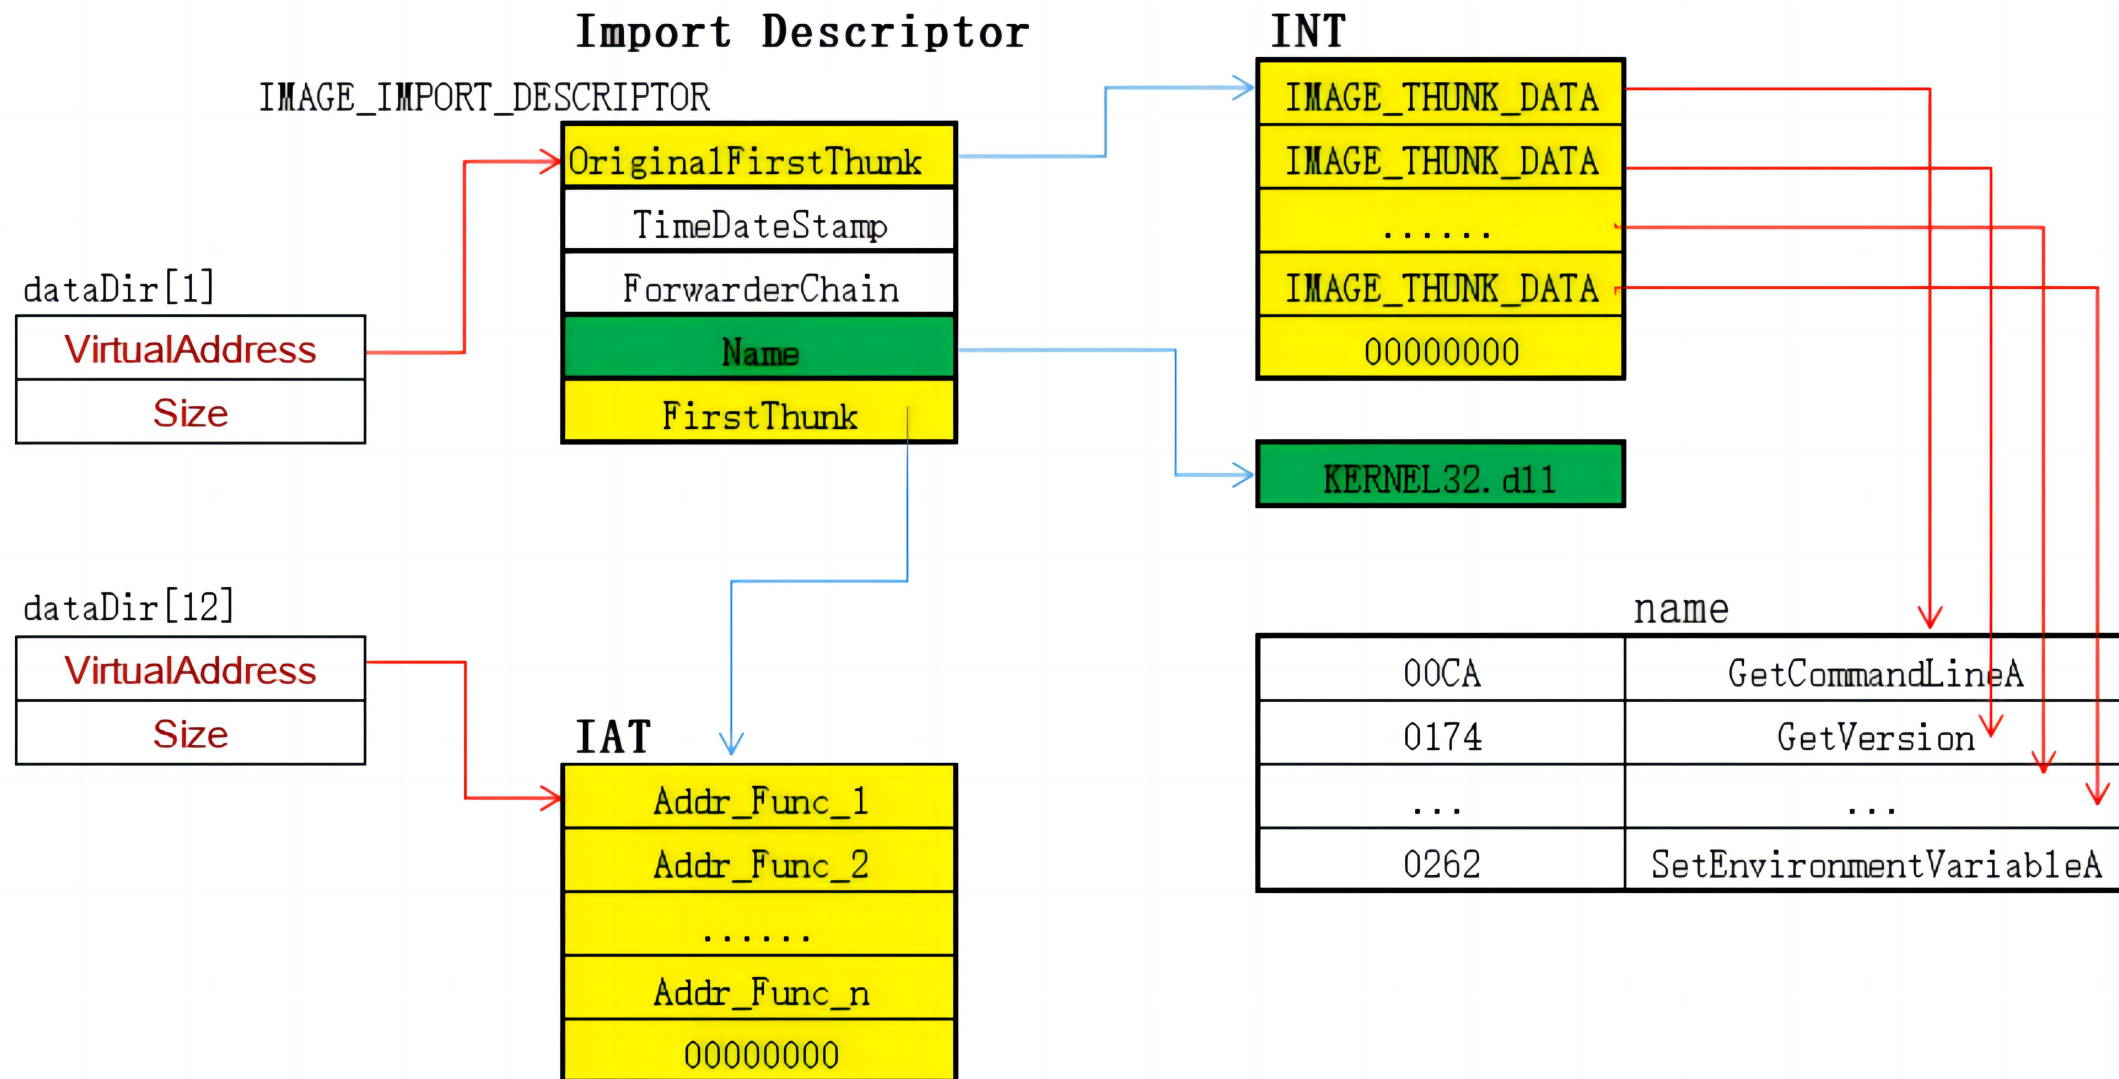 Import Descriptor
INT
IMAGE_IMPORT_DESCRIPTOR
OriginalFirstThunk
TimeDateStamp
ForwarderChain
Name
FirstThunk
IMAGE_THUNK_DATA
IMAGE_THUNK_DATA
......
IMAGE_THUNK_DATA
00000000
dataDir[1]
VirtualAddress
Size
KERNEL32.dll
dataDir[12]
VirtualAddress
Size
IAT
Addr_Func_1
Addr_Func_2
......
Addr_Func_n
00000000
name
00CA GetCommandLineA
0174 GetVersion
... ...
0262 SetEnvironmentVariableA